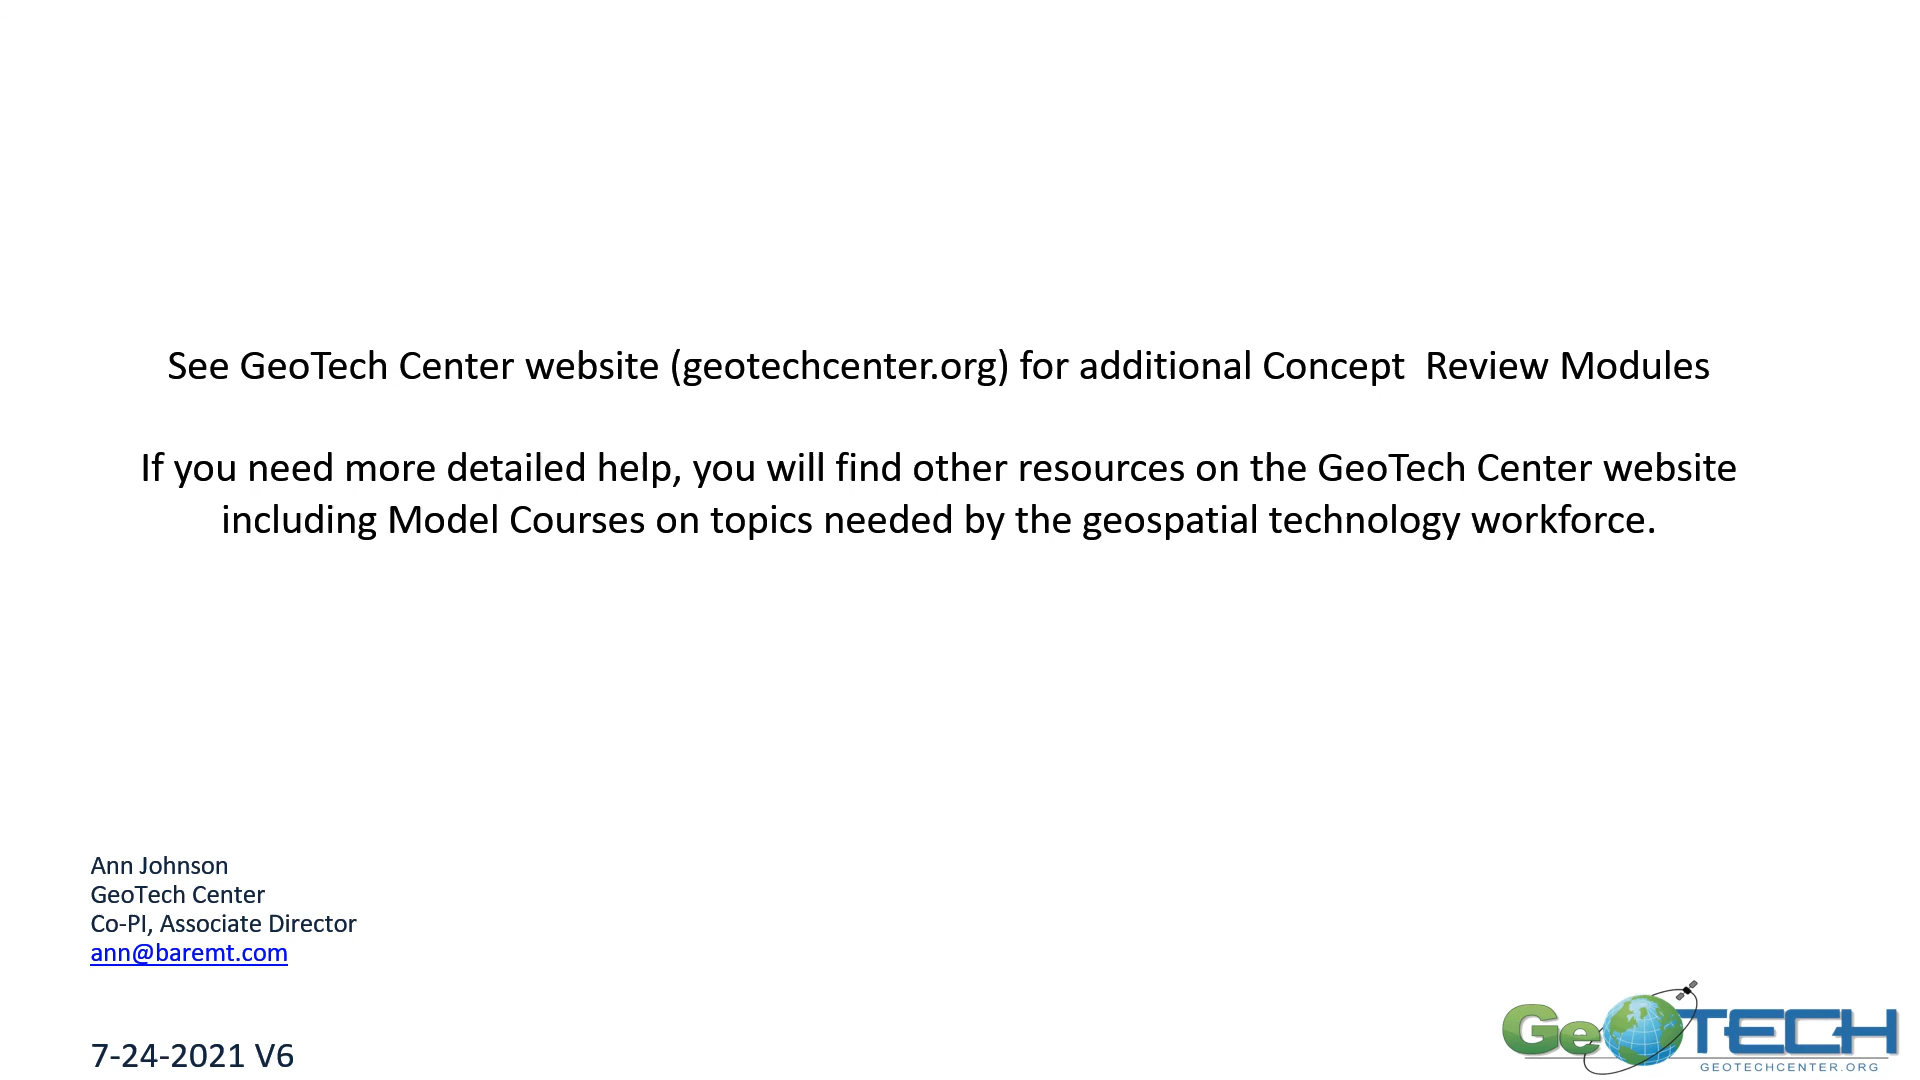 See GeoTech Center website (geotechcenter.org) for additional Concept  Review Modules
If you need more detailed help, you will find other resources on the GeoTech Center website
including Model Courses on topics needed by the geospatial technology workforce.
Ann Johnson
GeoTech Center
Co-PI, Associate Director
ann@baremt.com
7-24-2021 V6
GeoTECH
GEOTECHCENTER.ORG